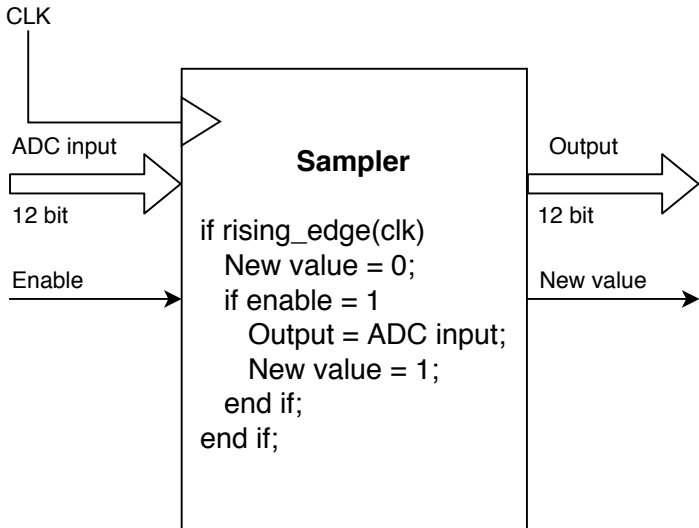 CLK
ADC input
12 bit
Enable
Sampler
if rising_edge(clk)
New value = 0;
if enable = 1
Output = ADC input;
New value = 1;
end if;
end if;
Output
12 bit
New value